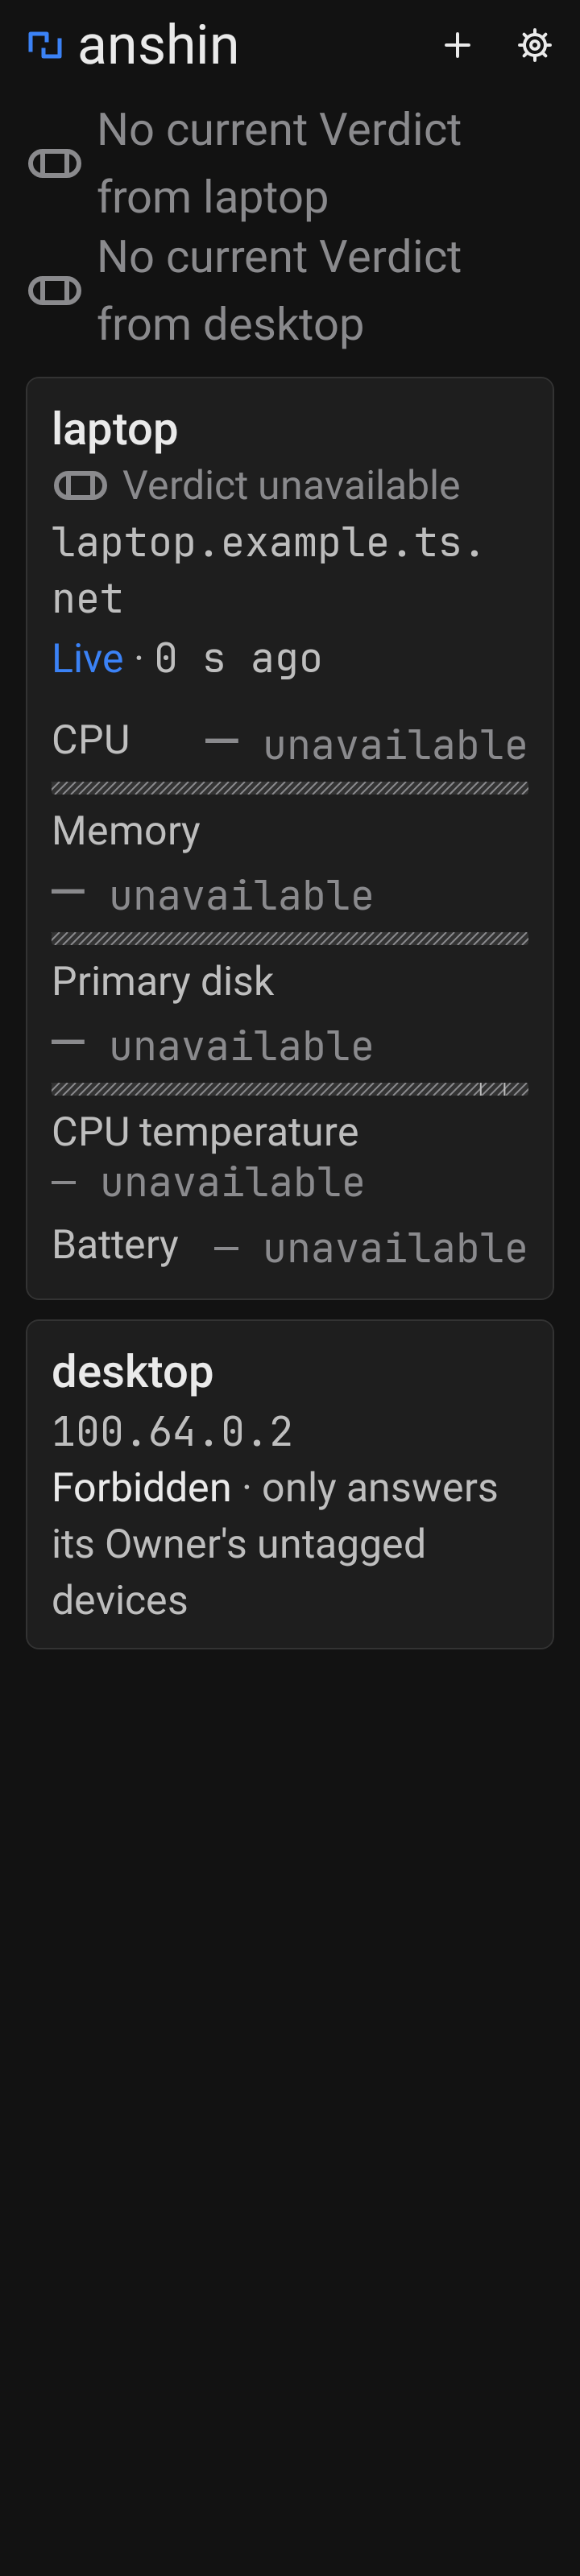 anshin
No current Verdict
from laptop
No current Verdict
from desktop
laptop
Verdict unavailable
laptop.example.ts.
net
Live · 0 s ago
CPU — unavailable
Memory
— unavailable
Primary disk
— unavailable
CPU temperature
— unavailable
Battery — unavailable
desktop
100.64.0.2
Forbidden · only answers
its Owner's untagged
devices